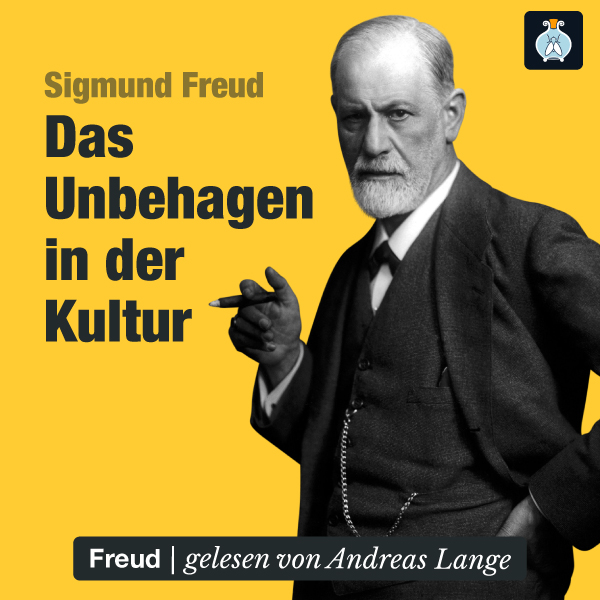 Sigmund Freud
Das
Unbehagen
in der
Kultur
Freud | gelesen von Andreas Lange